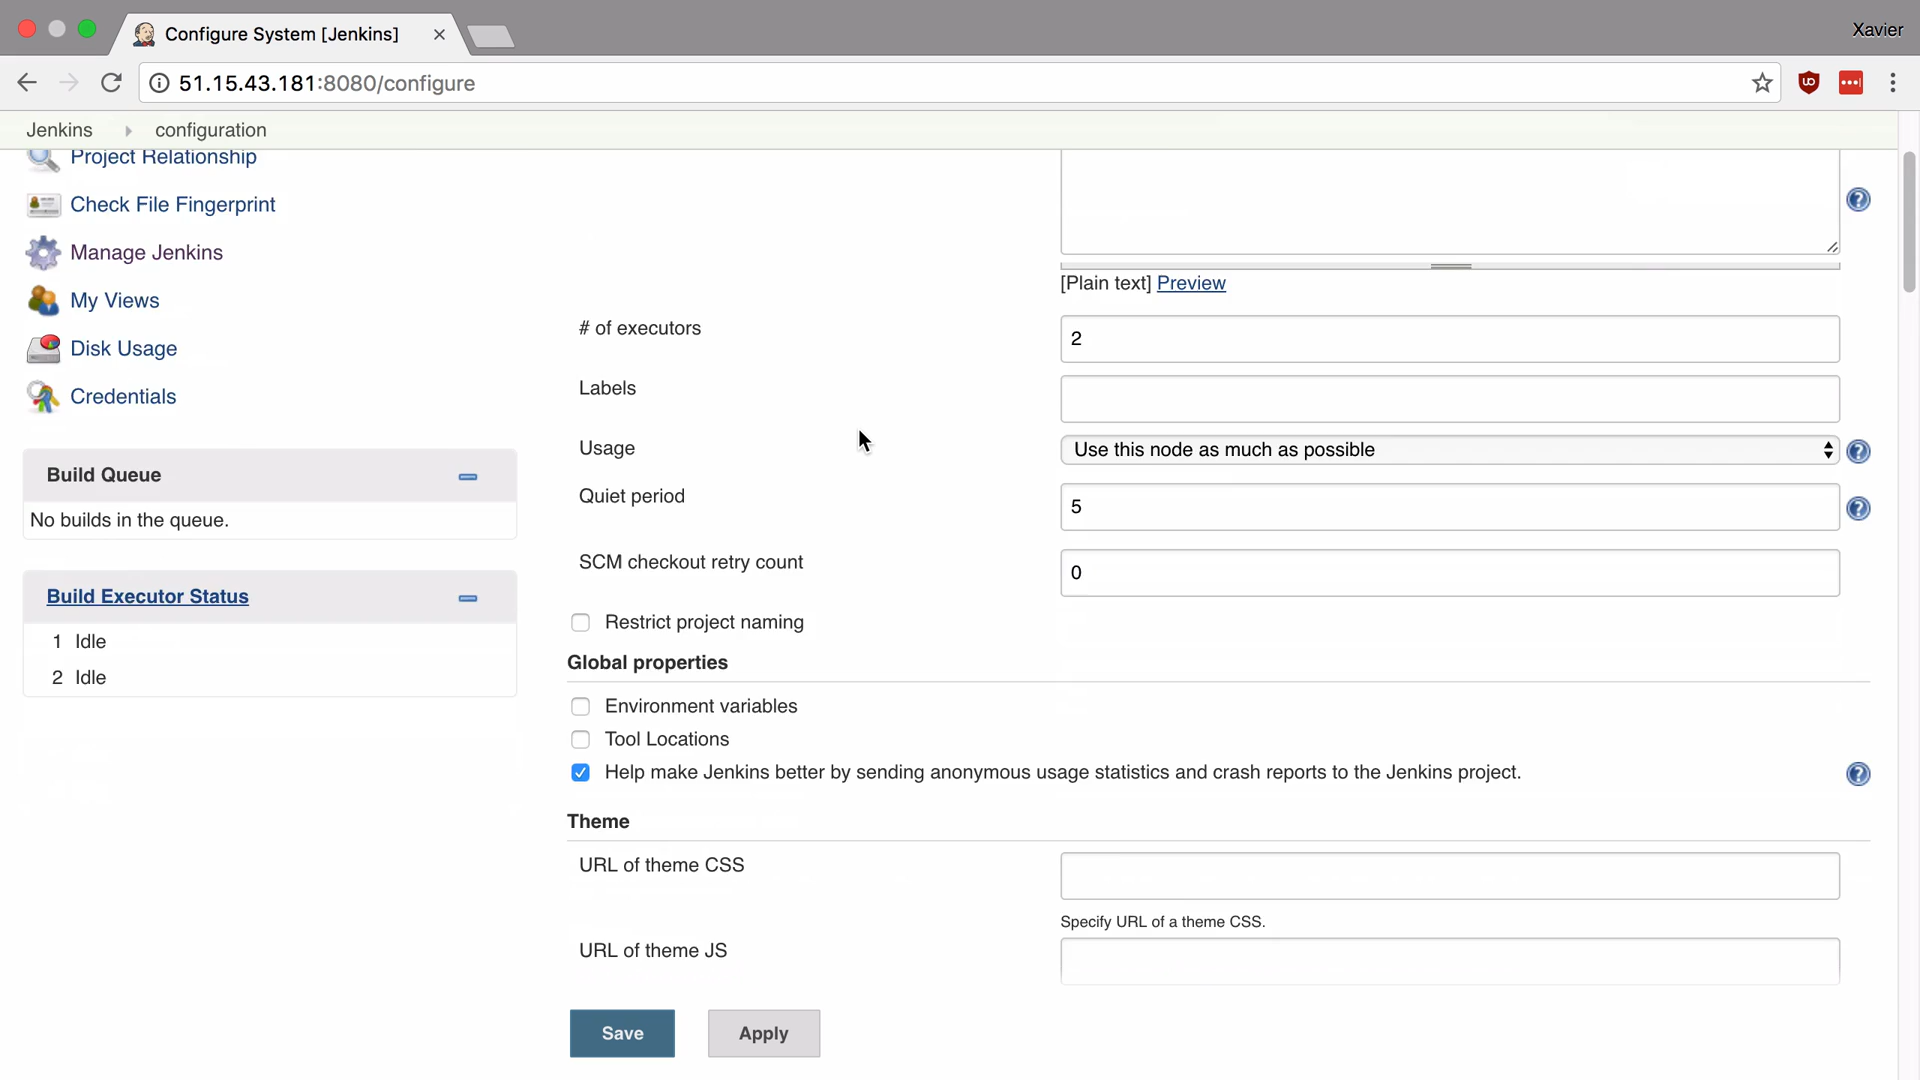 Configure System [Jenkins]
Xavier
51.15.43.181:8080/configure
Jenkins configuration
Project Relationship
Check File Fingerprint
Manage Jenkins
My Views
Disk Usage
Credentials
Build Queue
No builds in the queue.
Build Executor Status
1 Idle
2 Idle
[Plain text] Preview
# of executors
2
Labels
Usage
Use this node as much as possible
Quiet period
5
SCM checkout retry count
0
Restrict project naming
Global properties
Environment variables
Tool Locations
Help make Jenkins better by sending anonymous usage statistics and crash reports to the Jenkins project.
Theme
URL of theme CSS
Specify URL of a theme CSS.
URL of theme JS
Save
Apply